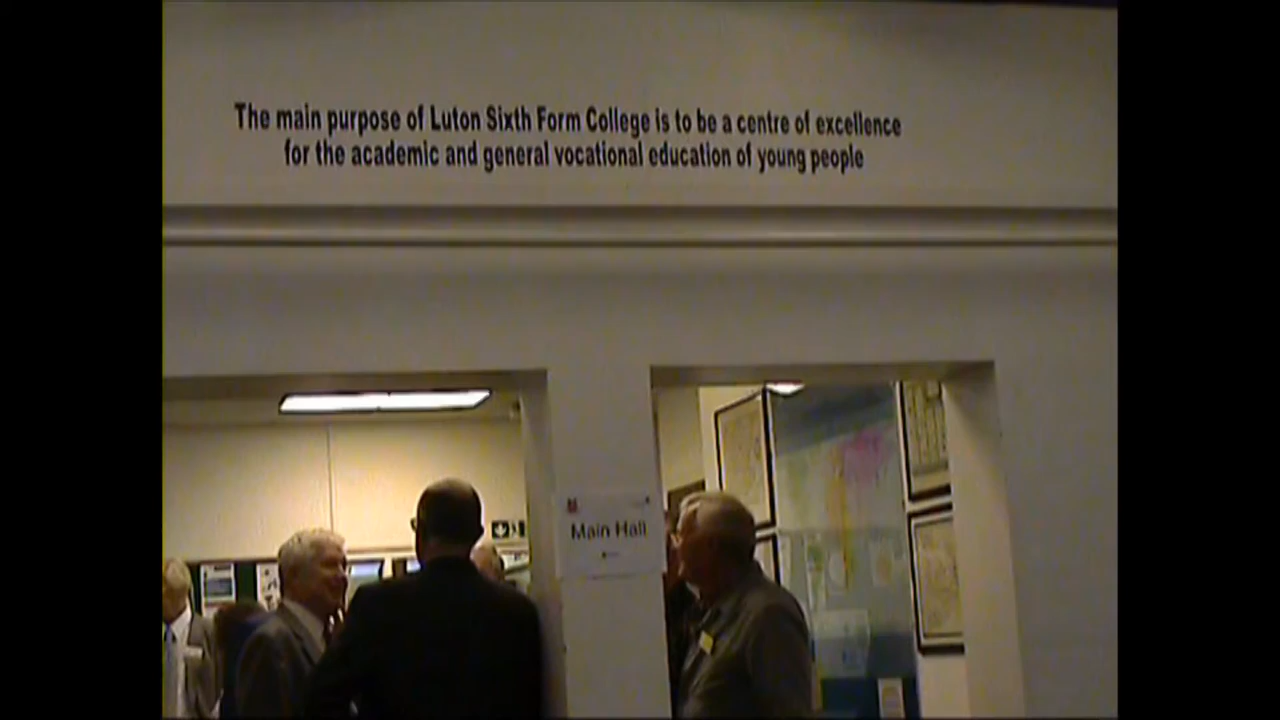 The main purpose of Luton Sixth Form College is to be a centre of excellence
for the academic and general vocational education of young people
Main Hall